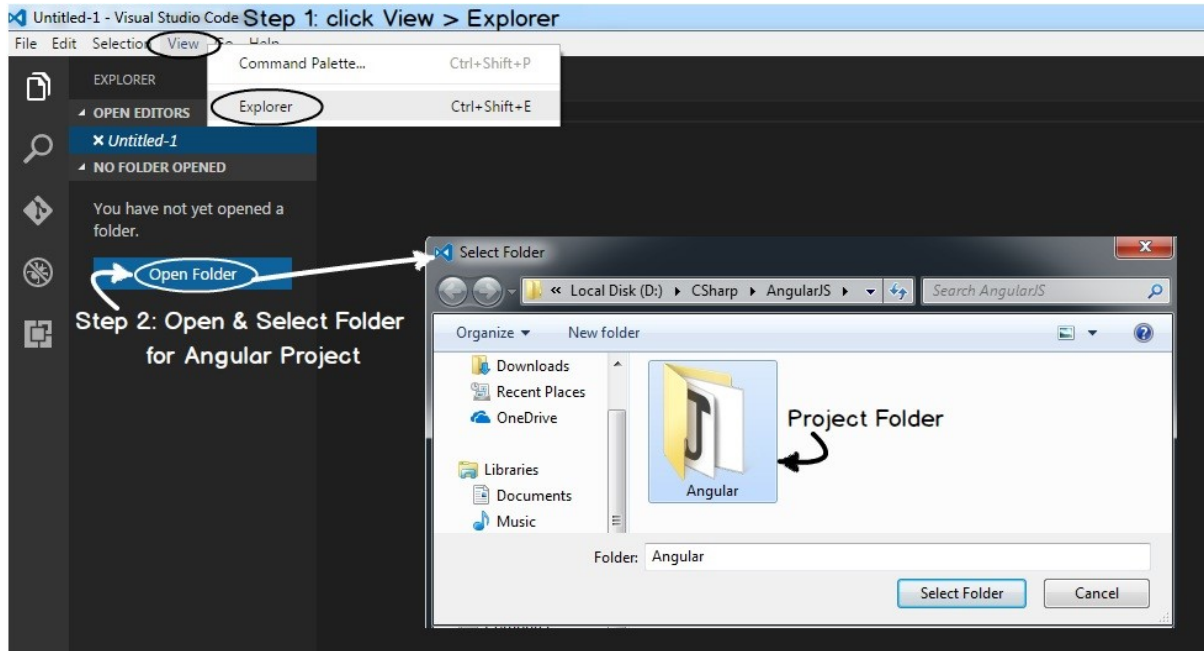 Untitled-1 - Visual Studio Code Step 1: click View > Explorer
File Edit Selection View Go Help
Command Palette... Ctrl+Shift+P
EXPLORER
Explorer Ctrl+Shift+E
OPEN EDITORS
Untitled-1
NO FOLDER OPENED
You have not yet opened a
folder.
Open Folder
Step 2: Open & Select Folder
for Angular Project
Select Folder
« Local Disk (D:) CSharp AngularJS
Search AngularJS
Organize New folder
Downloads
Recent Places
OneDrive
Libraries
Documents
Music
J
Angular
Project Folder
Folder: Angular
Select Folder Cancel